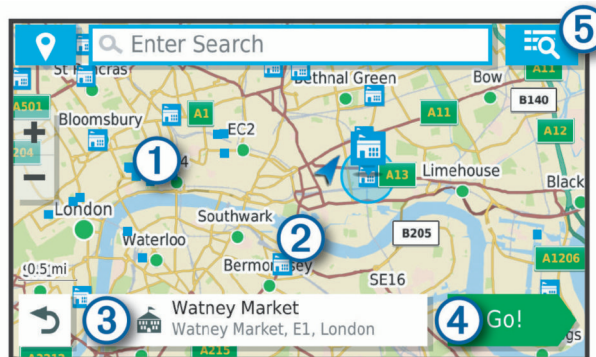 5
Enter Search
St Pancras
Bethnal Green
Bow
A11
A501
A1
A11
B140
Bloomsbury
EC2
A12
+
1
4
A13
Limehouse
Black
−
London
Southwark
2
B205
Waterloo
Bermondsey
A1206
0.5 mi
SE16
3
Watney Market
4
Go!
Watney Market, E1, London
gs
A215